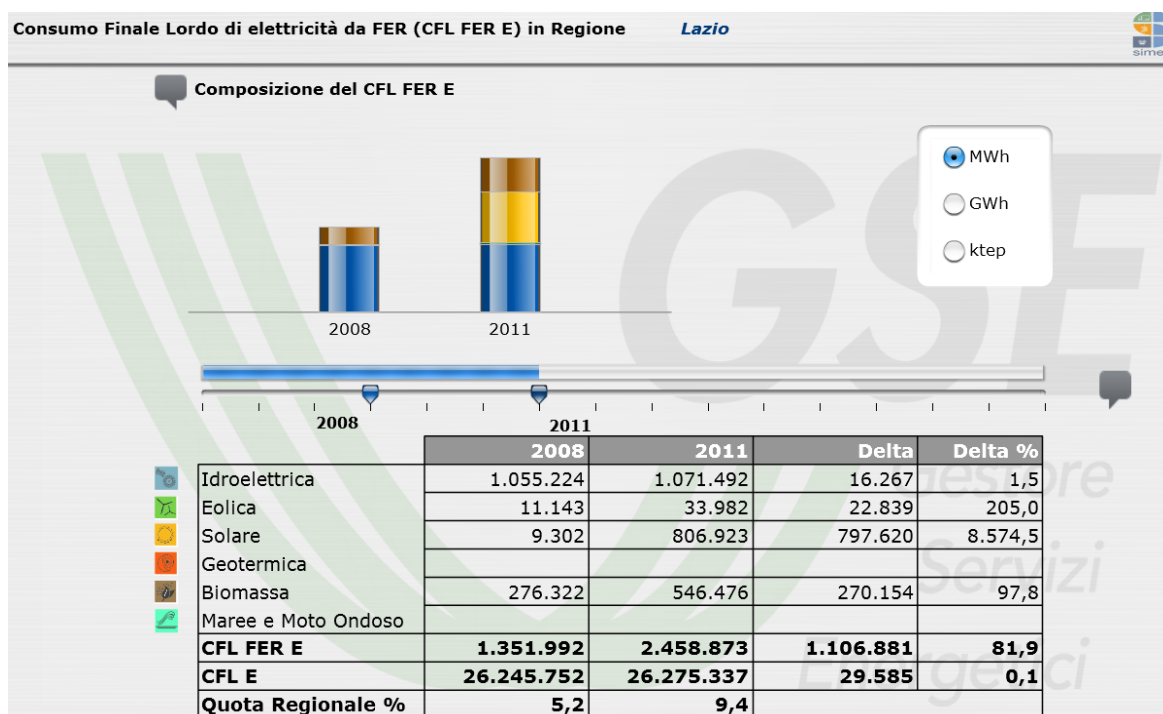 Consumo Finale Lordo di elettricità da FER (CFL FER E) in Regione Lazio
sime
Composizione del CFL FER E
MWh
GWh
ktep
2008 2011
2008 2011
2008 2011 Delta Delta %
Idroelettrica 1.055.224 1.071.492 16.267 1,5
Eolica 11.143 33.982 22.839 205,0
Solare 9.302 806.923 797.620 8.574,5
Geotermica
Biomassa 276.322 546.476 270.154 97,8
Maree e Moto Ondoso
CFL FER E 1.351.992 2.458.873 1.106.881 81,9
CFL E 26.245.752 26.275.337 29.585 0,1
Quota Regionale % 5,2 9,4
GSE
Gestore
Servizi
Energetici